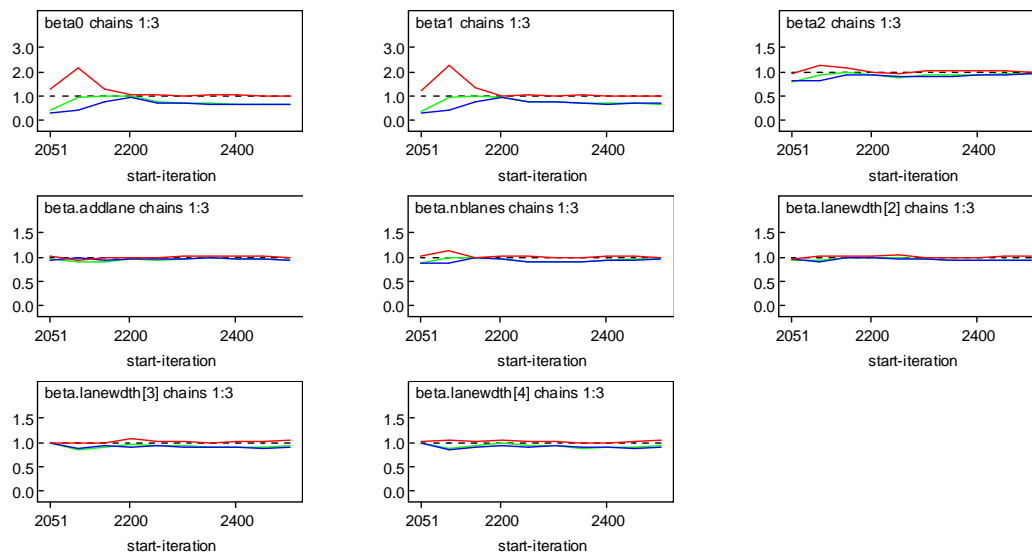 beta0 chains 1:3
3.0
2.0
1.0
0.0
2051 2200 2400
start-iteration
beta1 chains 1:3
3.0
2.0
1.0
0.0
2051 2200 2400
start-iteration
beta2 chains 1:3
1.5
1.0
0.5
0.0
2051 2200 2400
start-iteration
beta.addlane chains 1:3
1.5
1.0
0.5
0.0
2051 2200 2400
start-iteration
beta.nblanes chains 1:3
1.5
1.0
0.5
0.0
2051 2200 2400
start-iteration
beta.lanewdth[2] chains 1:3
1.5
1.0
0.5
0.0
2051 2200 2400
start-iteration
beta.lanewdth[3] chains 1:3
1.5
1.0
0.5
0.0
2051 2200 2400
start-iteration
beta.lanewdth[4] chains 1:3
1.5
1.0
0.5
0.0
2051 2200 2400
start-iteration